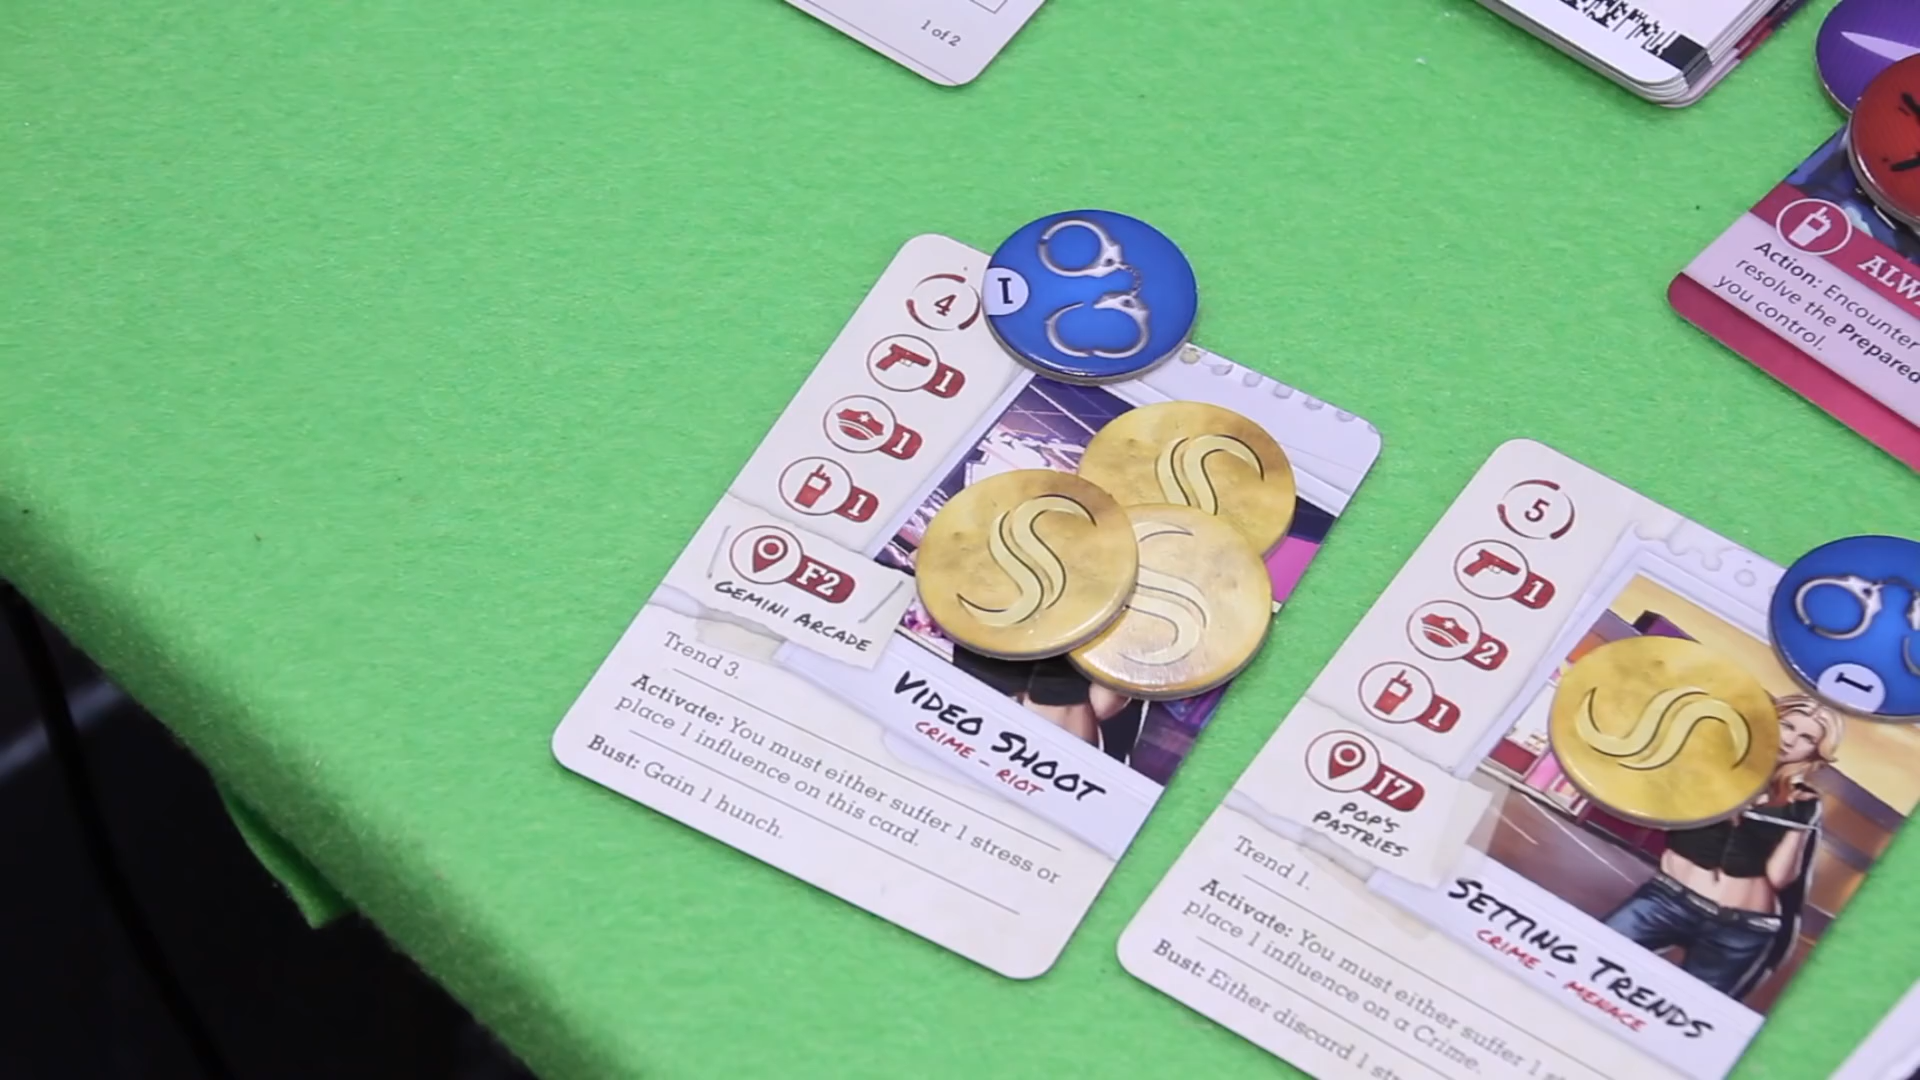 1 of 2
Action: Encounter
resolve the Prepared
you control.
4
1
1
1
1
F2
GEMINI ARCADE
VIDEO SHOOT
CRIME - RIOT
Trend 3.
Activate: You must either suffer 1 stress or
place 1 influence on this card.
Bust: Gain 1 hunch.
5
1
2
1
1
I7
POP'S
PASTRIES
SETTING TRENDS
CRIME - MENACE
Trend 1.
Activate: You must either suffer 1
place 1 influence on a Crime.
Bust: Either discard 1